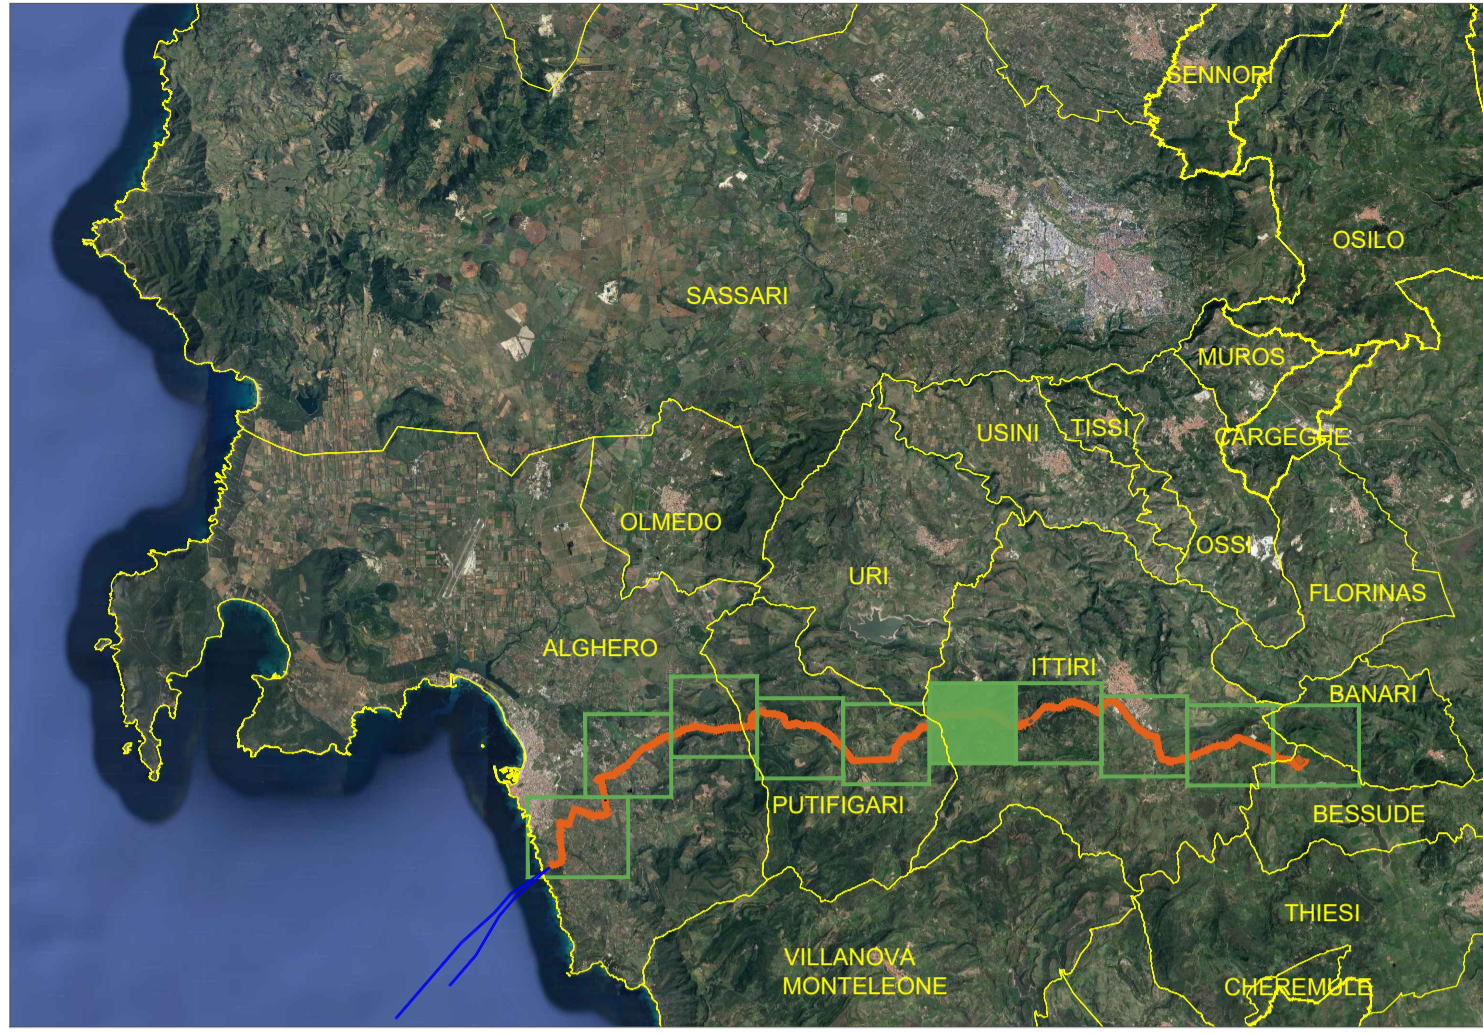 SENNORI
OSILO
SASSARI
MUROS
USINI
TISSI
CARGEGHE
OLMEDO
OSSI
URI
FLORINAS
ALGHERO
ITTIRI
BANARI
PUTIFIGARI
BESSUDE
THIESI
VILLANOVA
MONTELEONE
CHEREMULE